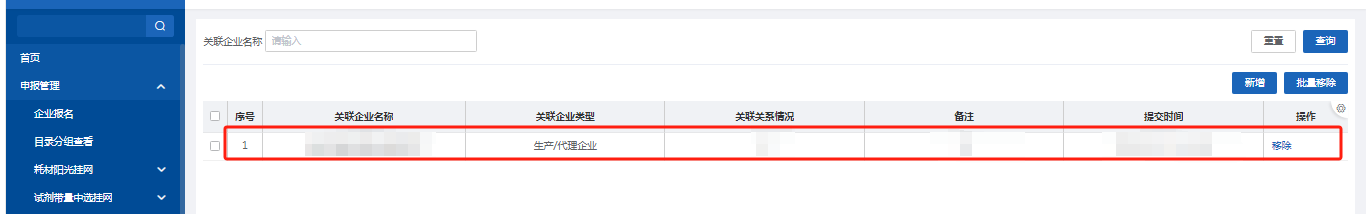 关联企业名称 请输入 重置 查询
首页
申报管理
新增 批量移除
企业报名
序号 关联企业名称 关联企业类型 关联关系情况 备注 提交时间 操作
目录分组查看
1 生产/代理企业 移除
耗材阳光挂网
试剂带量中选挂网